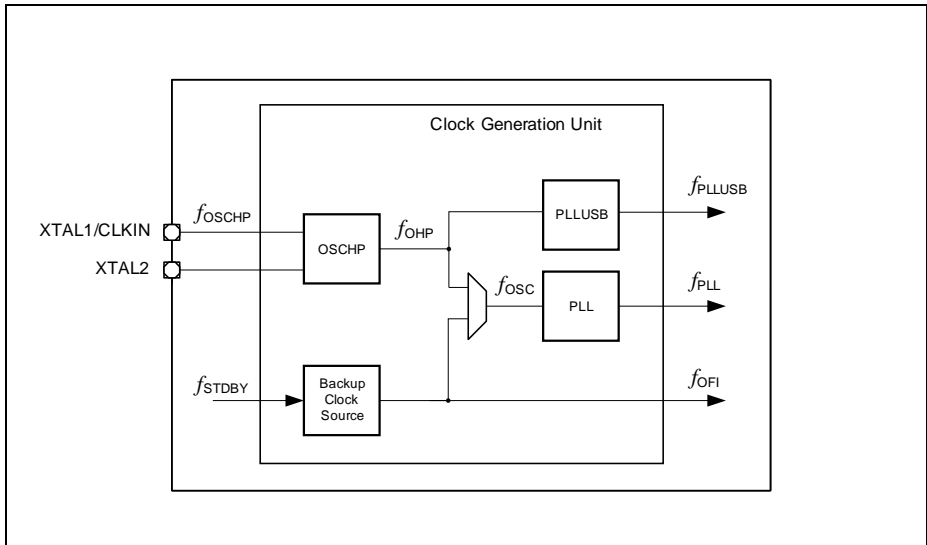 Clock Generation Unit
fPLLUSB
PLLUSB
fOSCHP
XTAL1/CLKIN
fOHP
OSCHP
XTAL2
fOSC
fPLL
PLL
fSTDBY
Backup
Clock
Source
fOFI